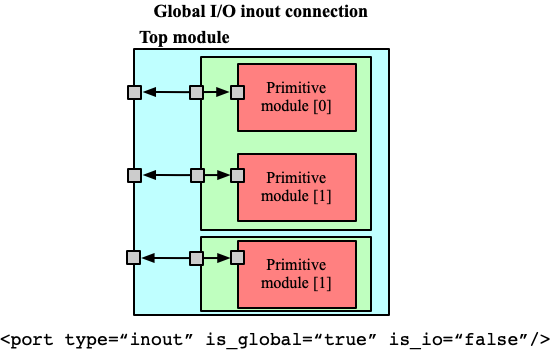 Global I/O inout connection
Top module
Primitive
module [0]
Primitive
module [1]
Primitive
module [1]
<port type=“inout” is_global=“true” is_io=“false”/>